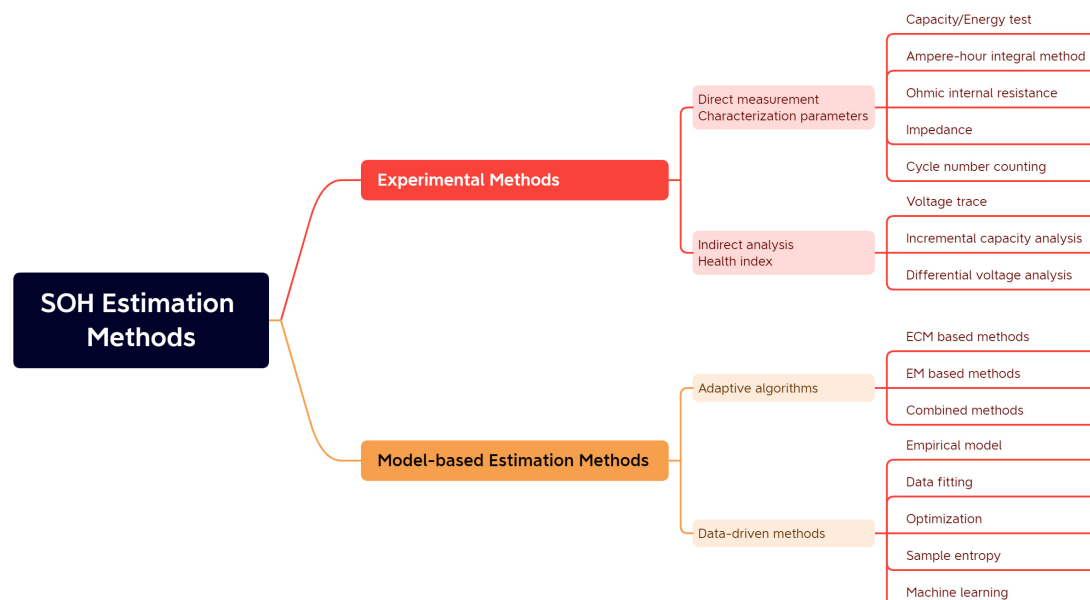 SOH Estimation
Methods
Experimental Methods
Direct measurement
Characterization parameters
Capacity/Energy test
Ampere-hour integral method
Ohmic internal resistance
Impedance
Cycle number counting
Indirect analysis
Health index
Voltage trace
Incremental capacity analysis
Differential voltage analysis
Model-based Estimation Methods
Adaptive algorithms
ECM based methods
EM based methods
Combined methods
Data-driven methods
Empirical model
Data fitting
Optimization
Sample entropy
Machine learning